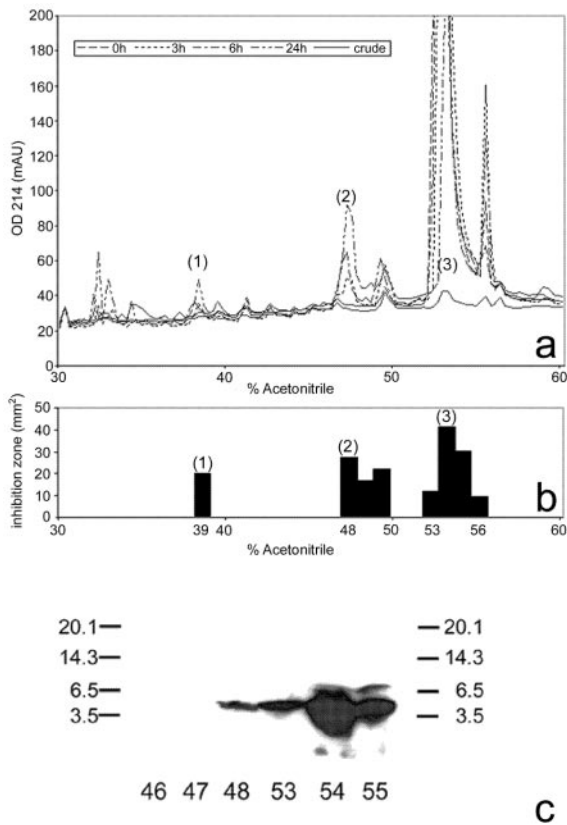 200
180
160
140
120
100
80
60
40
20
0
OD 214 (mAU)
0h 3h 6h 24h crude
(1)
(2)
(3)
30 40 50 60
% Acetonitrile
a
50
40
30
20
10
0
inhibition zone (mm²)
(1)
(2)
(3)
30 39 40 48 50 53 56 60
% Acetonitrile
b
20.1 20.1
14.3 14.3
6.5 6.5
3.5 3.5
46 47 48 53 54 55
c